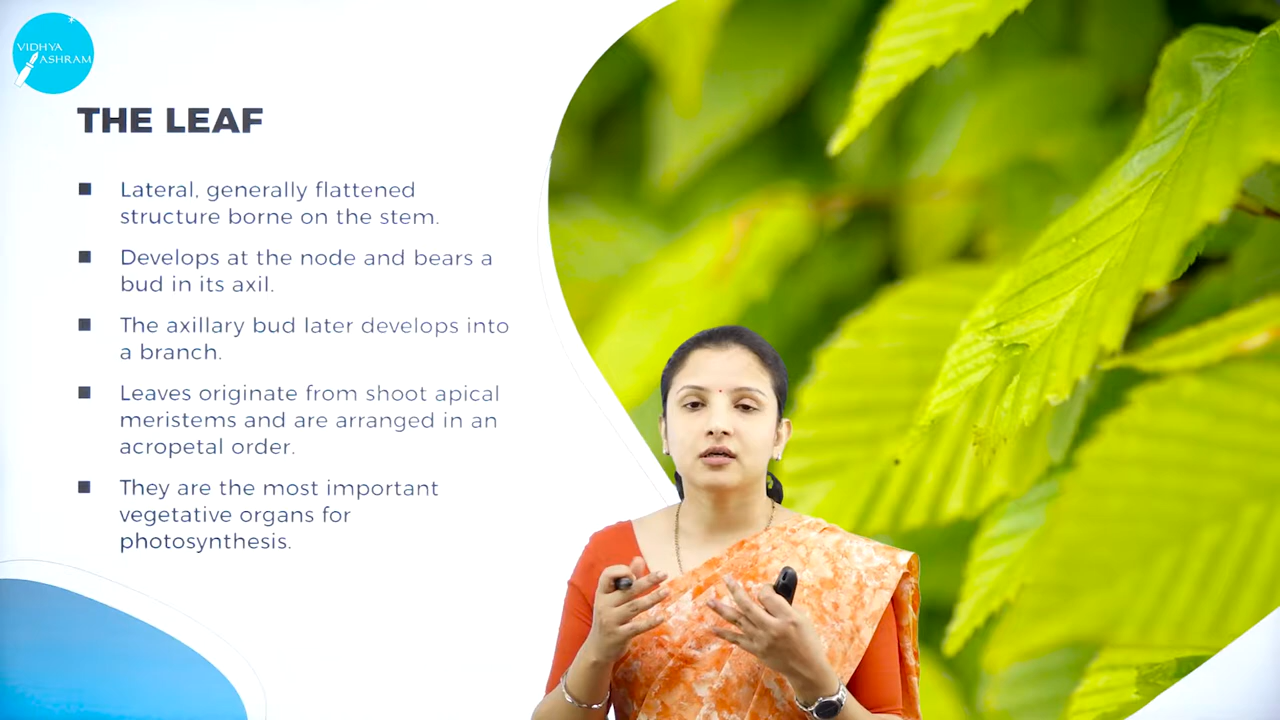 VIDHYA
ASHRAM
THE LEAF
Lateral, generally flattened
structure borne on the stem.
Develops at the node and bears a
bud in its axil.
The axillary bud later develops into
a branch.
Leaves originate from shoot apical
meristems and are arranged in an
acropetal order.
They are the most important
vegetative organs for
photosynthesis.